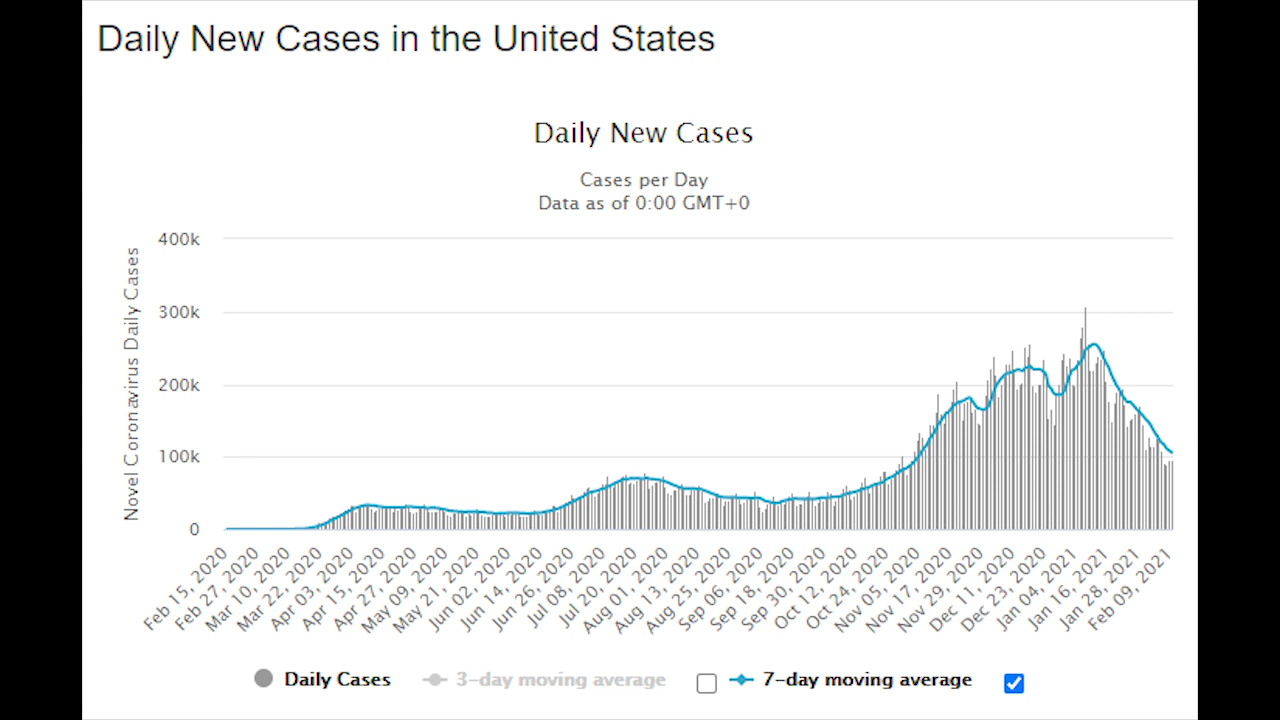 Daily New Cases in the United States
Daily New Cases
Cases per Day
Data as of 0:00 GMT+0
Novel Coronavirus Daily Cases
400k
300k
200k
100k
0
Feb 15, 2020
Feb 27, 2020
Mar 10, 2020
Mar 22, 2020
Apr 03, 2020
Apr 15, 2020
Apr 27, 2020
May 09, 2020
May 21, 2020
Jun 02, 2020
Jun 14, 2020
Jun 26, 2020
Jul 08, 2020
Jul 20, 2020
Aug 01, 2020
Aug 13, 2020
Aug 25, 2020
Sep 06, 2020
Sep 18, 2020
Sep 30, 2020
Oct 12, 2020
Oct 24, 2020
Nov 05, 2020
Nov 17, 2020
Nov 29, 2020
Dec 11, 2020
Dec 23, 2020
Jan 04, 2021
Jan 16, 2021
Jan 28, 2021
Feb 09, 2021
Daily Cases 3-day moving average 7-day moving average